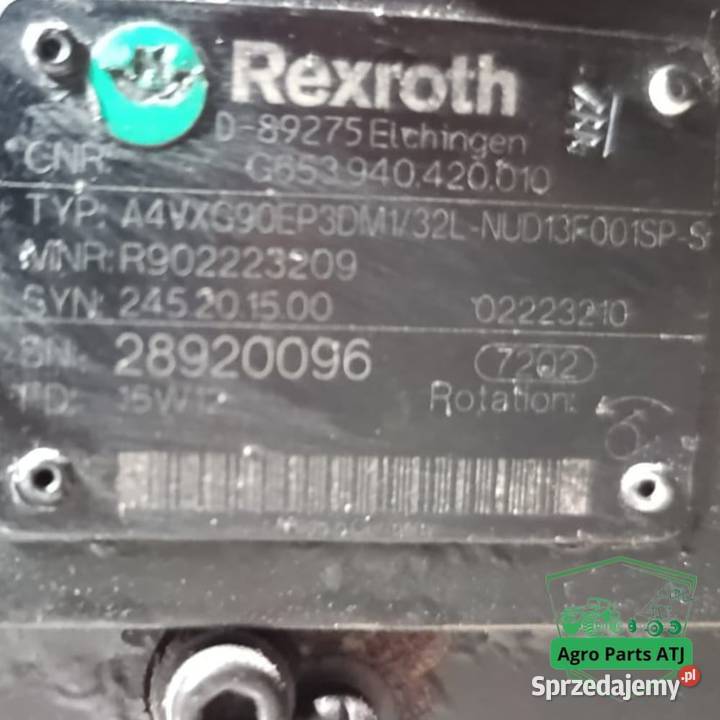 Rexroth
D-89275 Elchingen
CNR: G653.940.420.010
TYP: A4VXG90EP3DM1/32L-NUD13F001SP-S
MNR: R902223209
SYN: 245.20.15.00 02223210
SN: 28920096 7202
FD: 15W12 Rotation:
Agro Parts ATJ
Sprzedajemy.pl